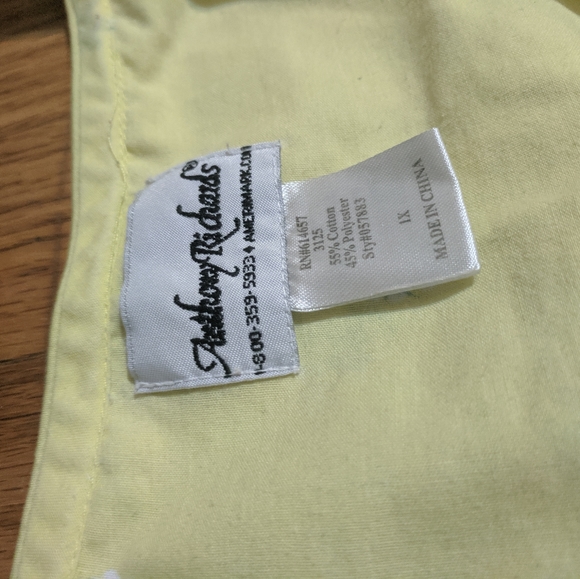 Anthony Richards®
1-800-359-5933 ♦ AMERIMARK.COM
RN#614657
3125
55% Cotton
45% Polyester
Sty#057883
1X
MADE IN CHINA